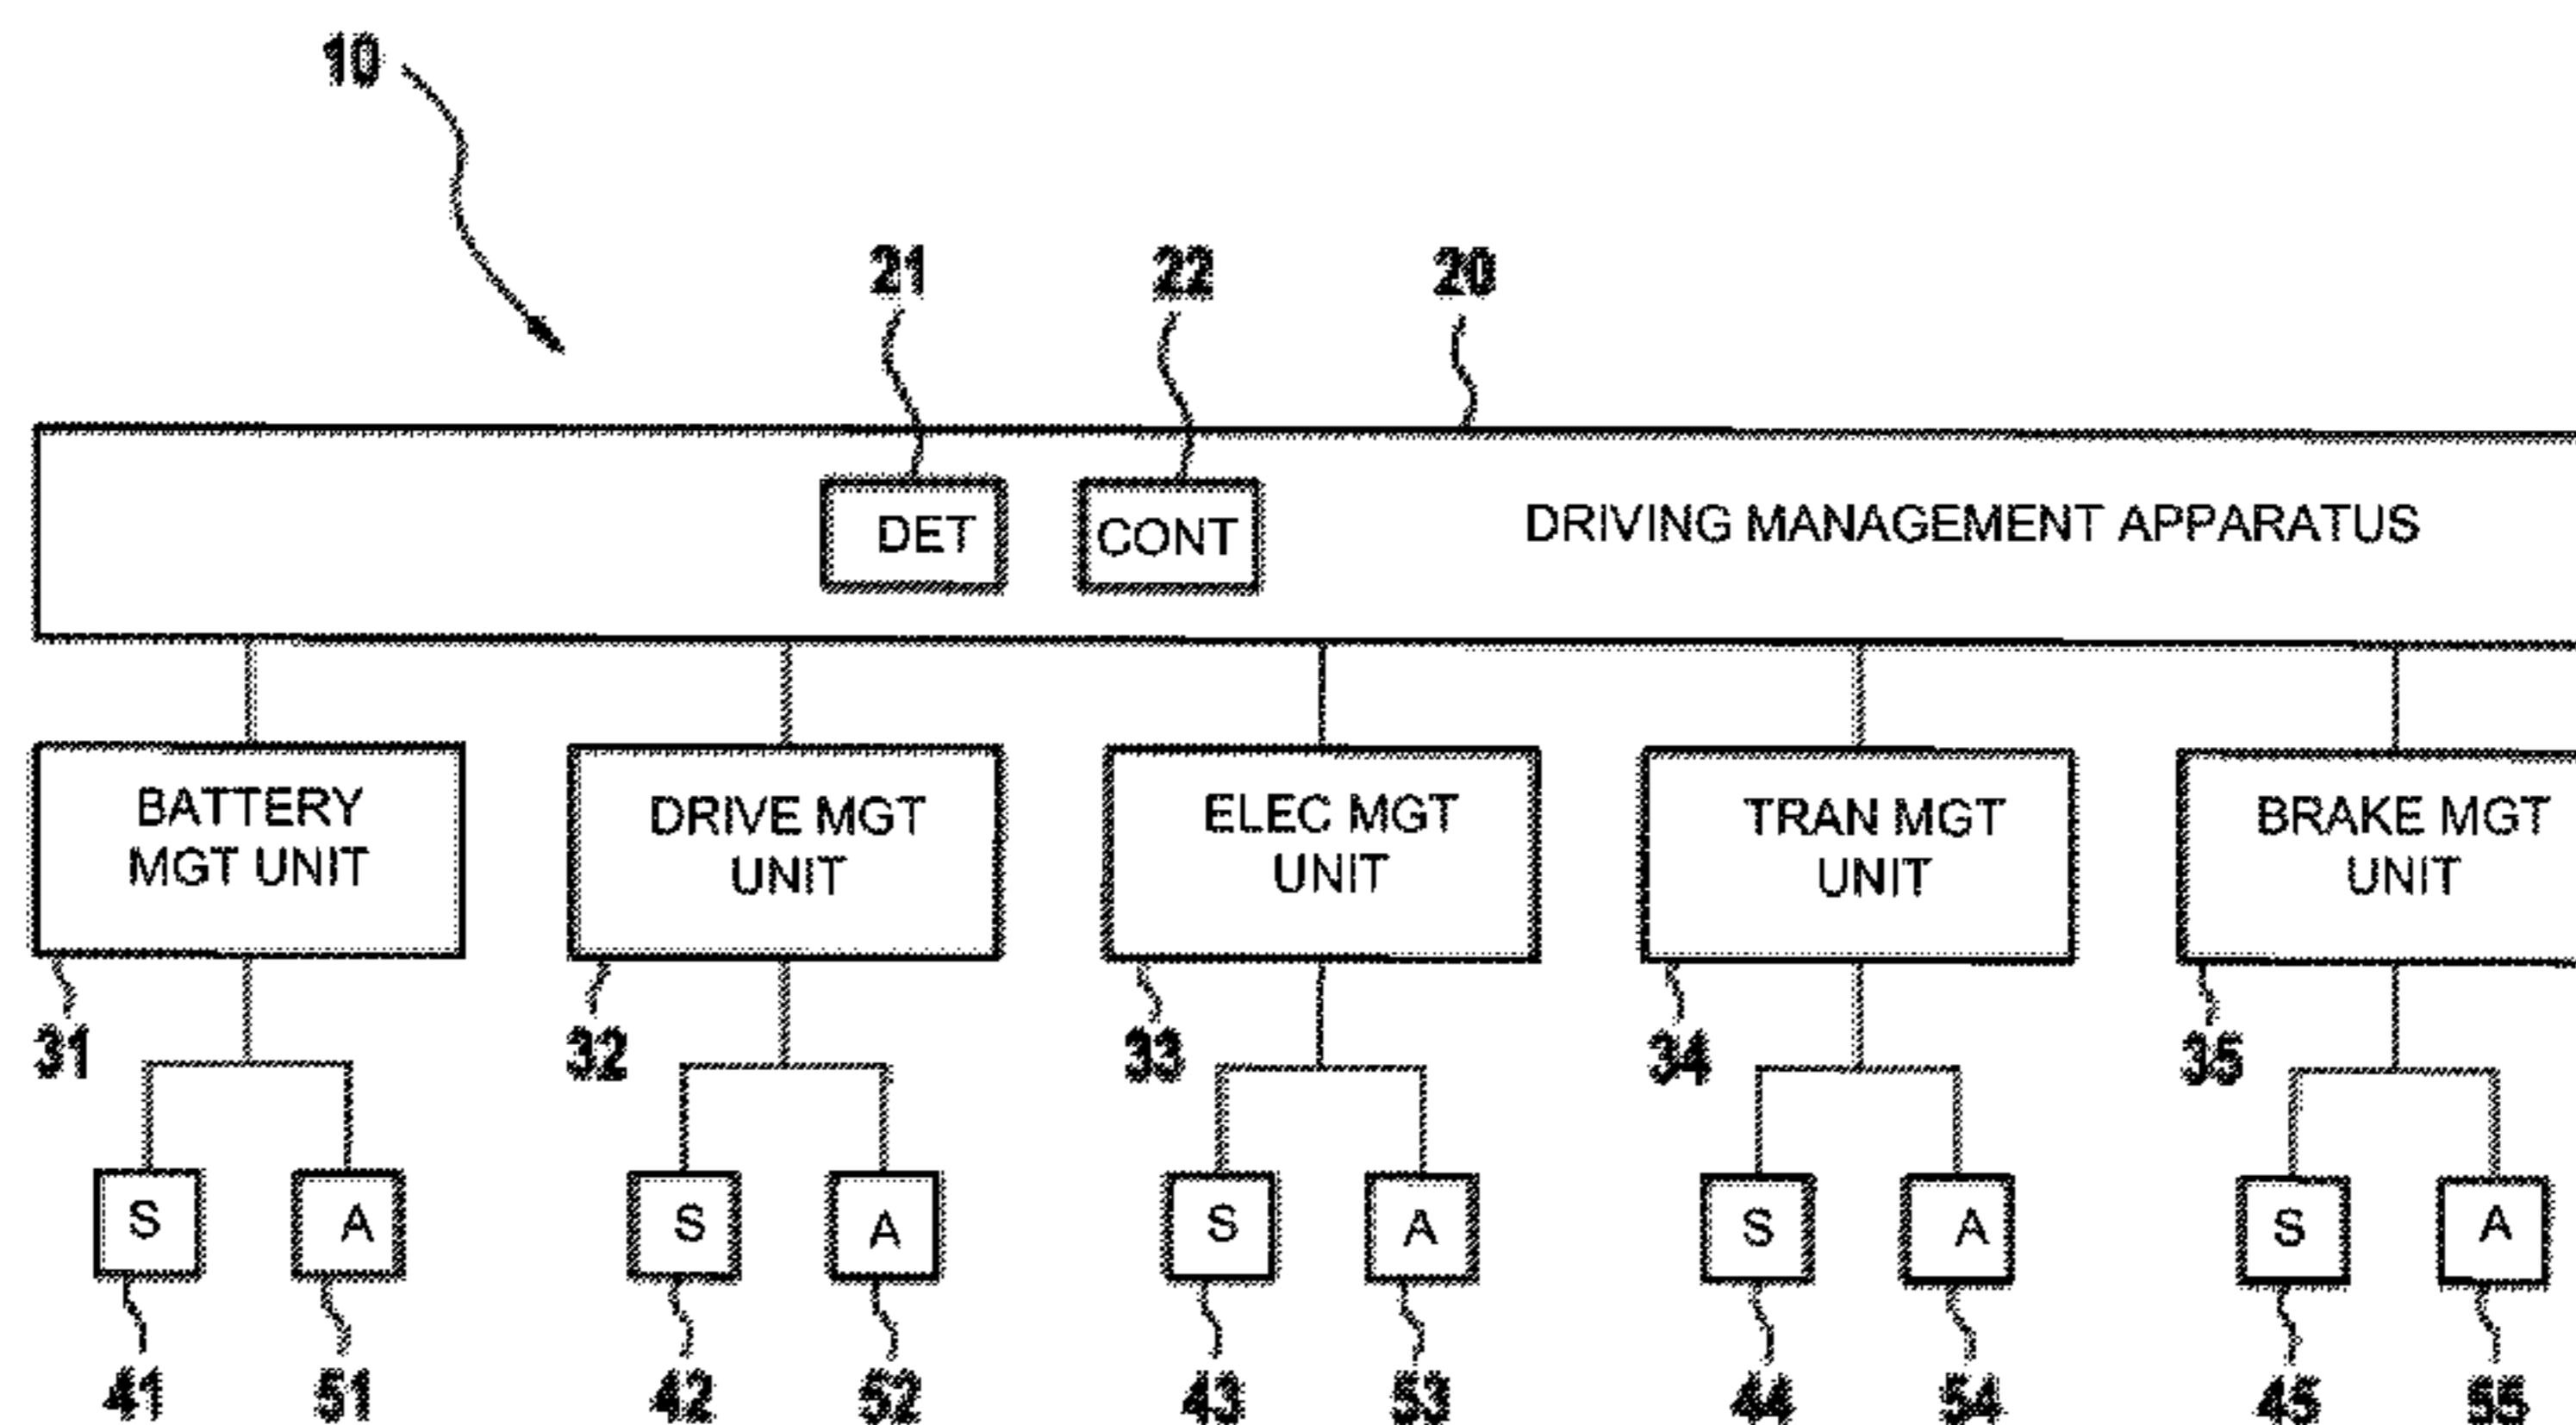 10
21 22 20
DET CONT DRIVING MANAGEMENT APPARATUS
BATTERY
MGT UNIT
DRIVE MGT
UNIT
ELEC MGT
UNIT
TRAN MGT
UNIT
BRAKE MGT
UNIT
31 32 33 34 35
S A S A S A S A S A
41 51 42 52 43 53 44 54 45 55